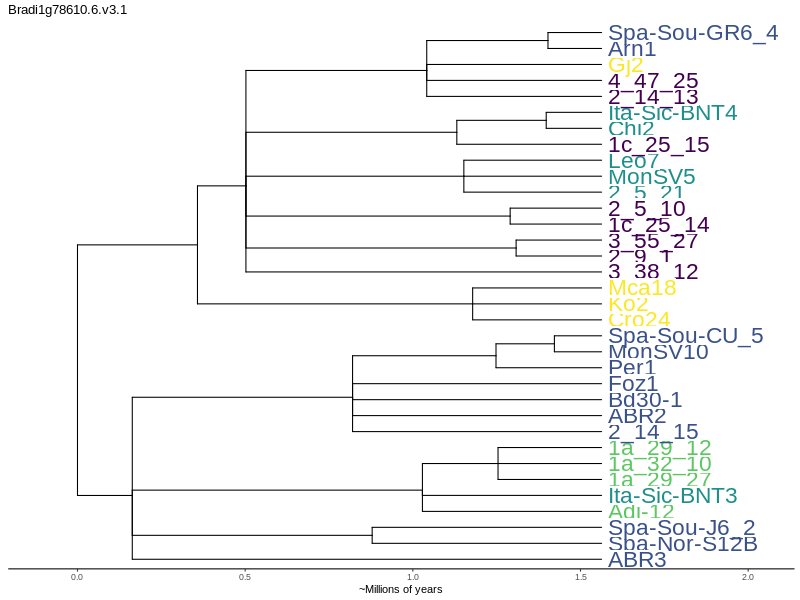 Bradi1g78610.6.v3.1
Spa-Sou-GR6_4
Arn1
Gj2
4_47_25
2_14_13
Ita-Sic-BNT4
Chi2
1c_25_15
Leo7
MonSV5
2_5_21
2_5_10
1c_25_14
3_55_27
2_9_1
3_38_12
Mca18
Ko2
Cro24
Spa-Sou-CU_5
MonSV10
Per1
Foz1
Bd30-1
ABR2
2_14_15
1a_29_12
1a_32_10
1a_29_27
Ita-Sic-BNT3
Adi-12
Spa-Sou-J6_2
Spa-Nor-S12B
ABR3
0.0 0.5 1.0 1.5 2.0
~Millions of years